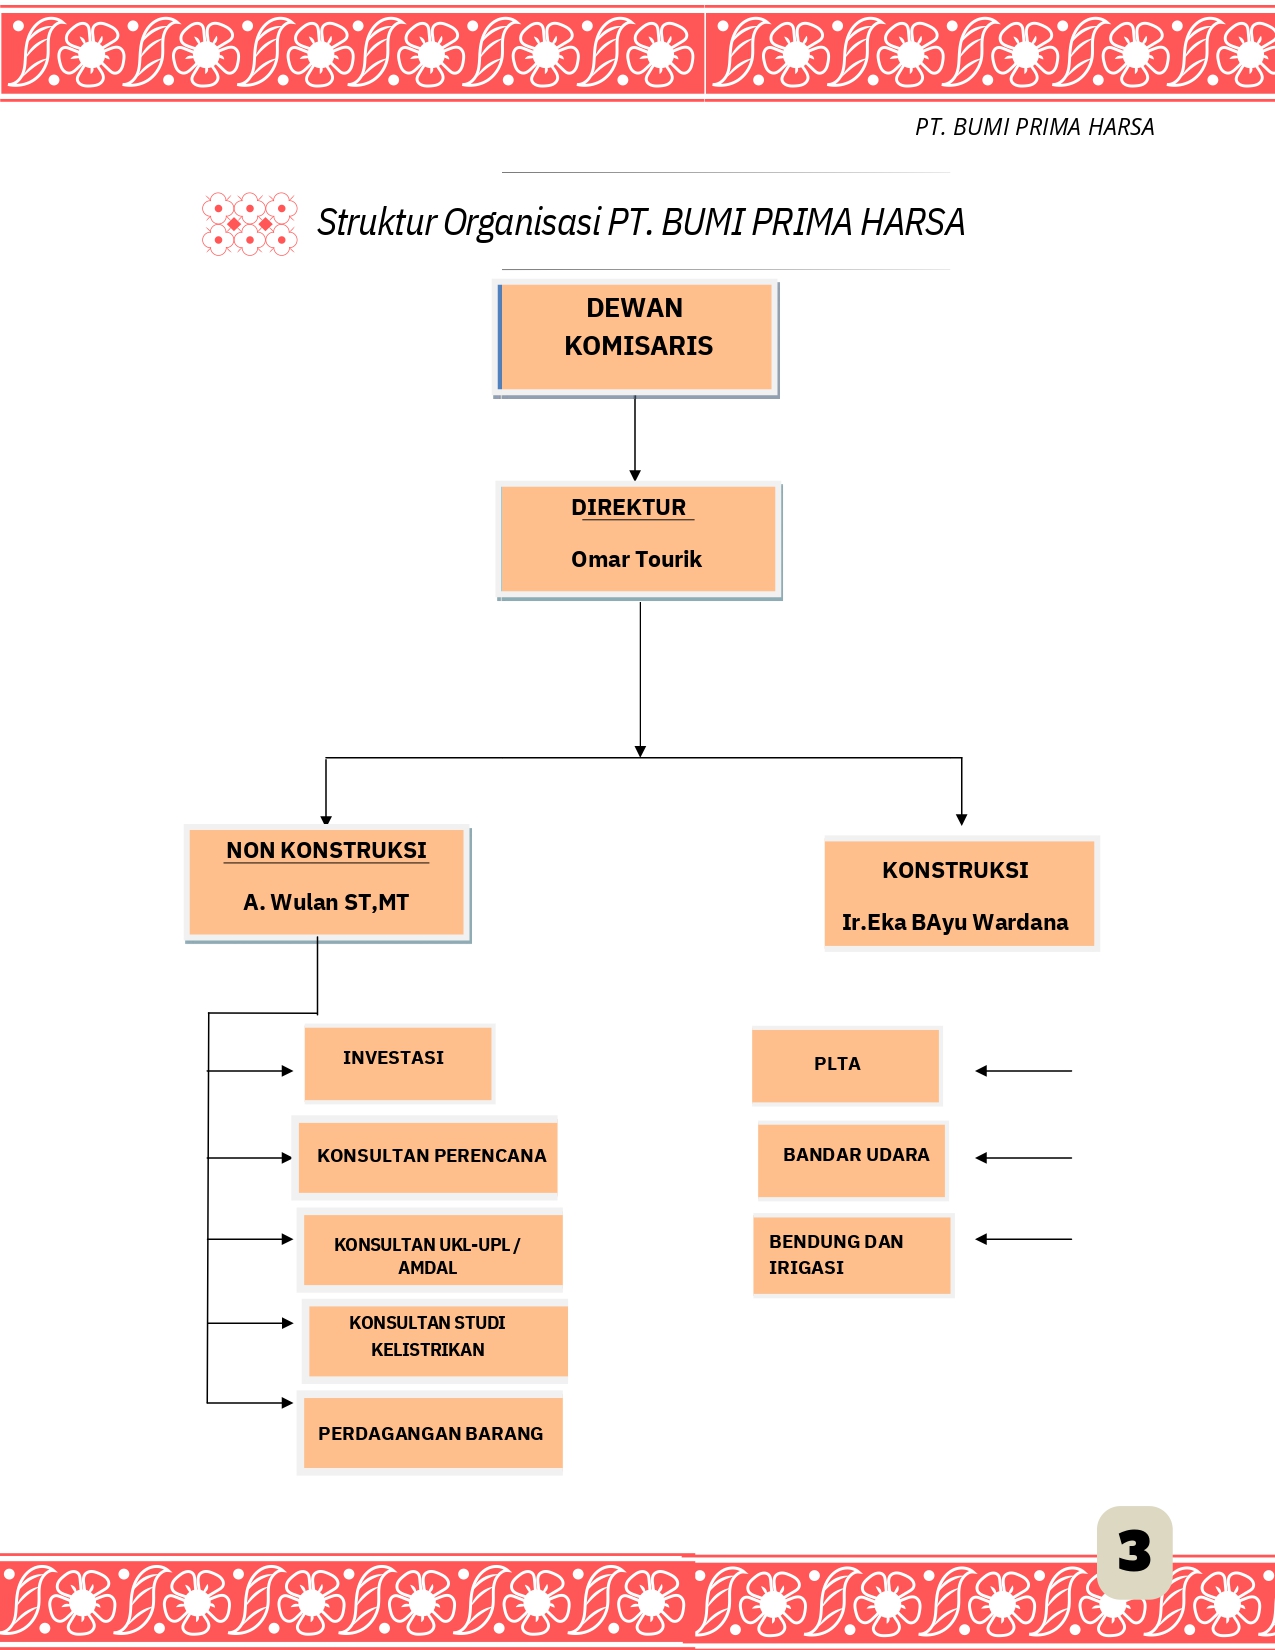 PT. BUMI PRIMA HARSA
Struktur Organisasi PT. BUMI PRIMA HARSA
DEWAN
KOMISARIS
DIREKTUR
Omar Tourik
NON KONSTRUKSI
A. Wulan ST,MT
KONSTRUKSI
Ir.Eka BAyu Wardana
INVESTASI
KONSULTAN PERENCANA
KONSULTAN UKL-UPL /
AMDAL
KONSULTAN STUDI
KELISTRIKAN
PERDAGANGAN BARANG
PLTA
BANDAR UDARA
BENDUNG DAN
IRIGASI
3